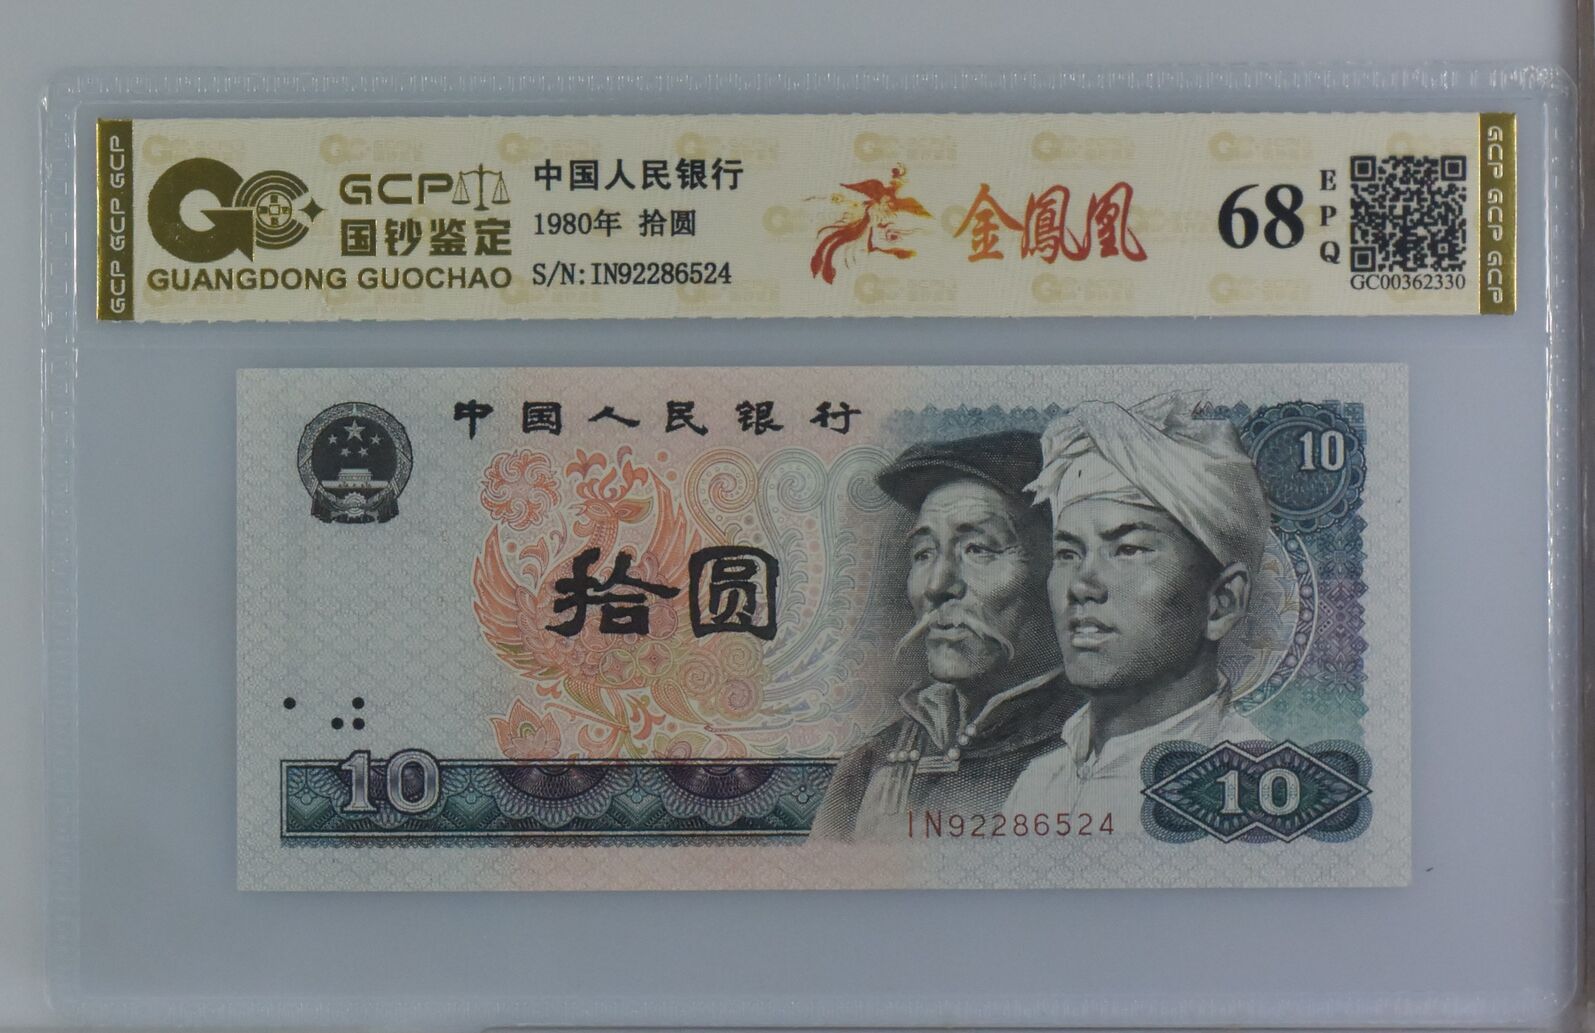 GCP GCP GCP
GCP
国钞鉴定
GUANGDONG GUOCHAO
中国人民银行
1980年 拾圆
S/N: IN92286524
金鳳凰
68
EPQ
GC00362330
GCP GCP GCP
中国人民银行
10
拾圆
10
IN92286524
10